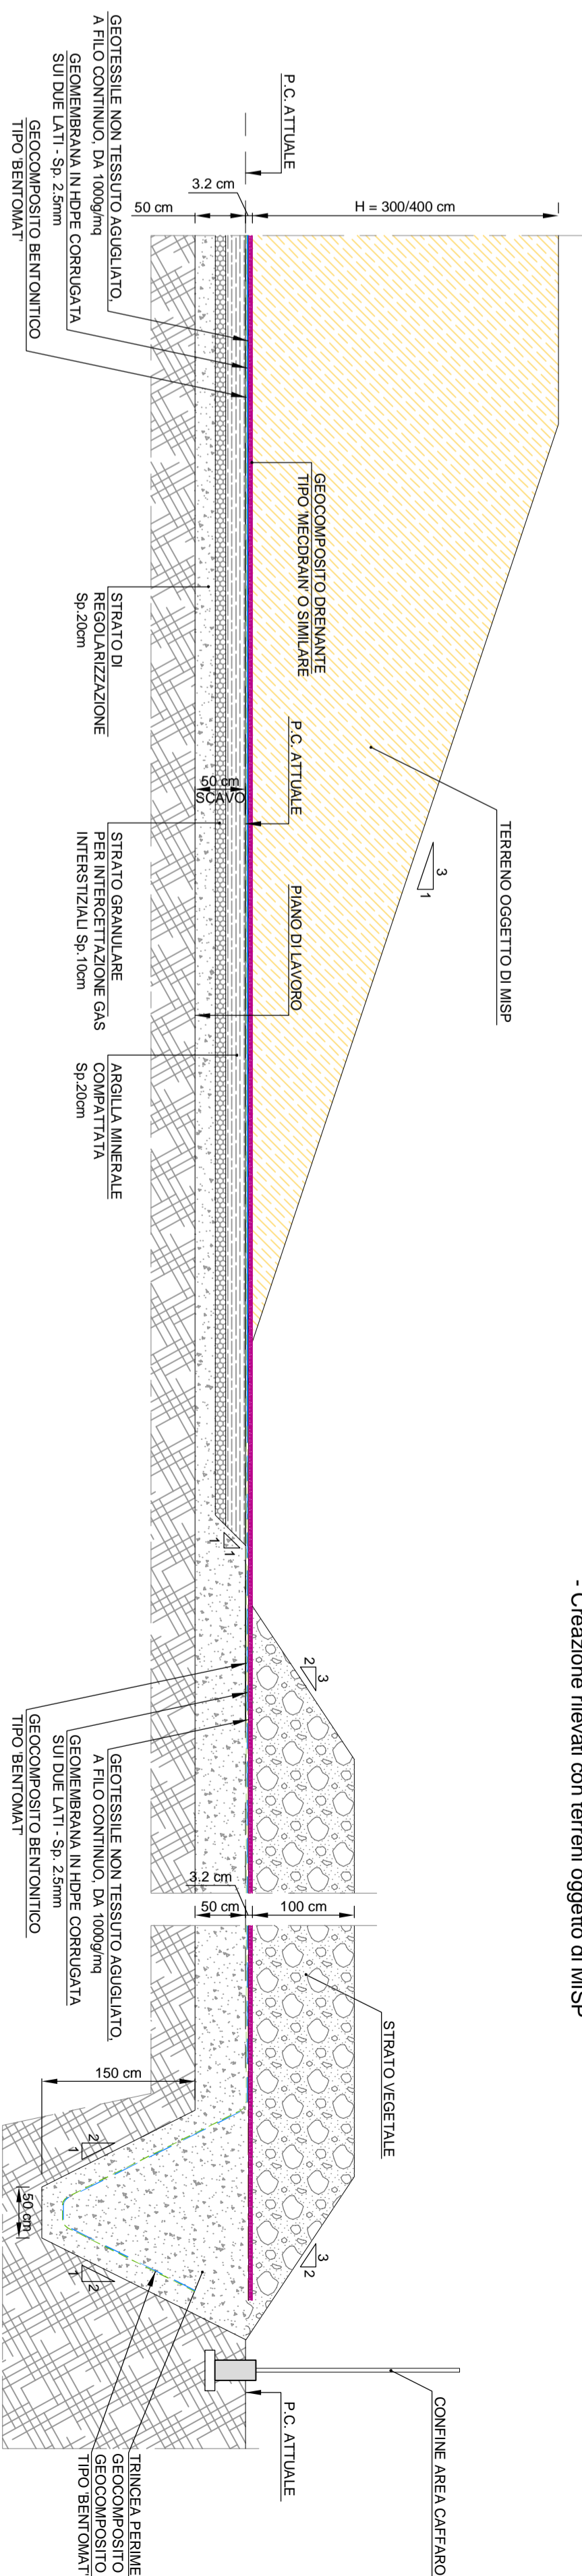 - Creazione rilevati con terreni oggetto di MISP
P.C. ATTUALE
GEOTESSILE NON TESSUTO AGUGLIATO,
A FILO CONTINUO, DA 1000g/mq
GEOMEMBRANA IN HDPE CORRUGATA
SUI DUE LATI - Sp. 2.5mm
GEOCOMPOSITO BENTONITICO
TIPO 'BENTOMAT'
H = 300/400 cm
3.2 cm
50 cm
GEOCOMPOSITO DRENANTE
TIPO 'MECDRAIN' O SIMILARE
STRATO DI
REGOLARIZZAZIONE
Sp.20cm
P.C. ATTUALE
50 cm
SCAVO
TERRENO OGGETTO DI MISP
3
1
STRATO GRANULARE
PER INTERCETTAZIONE GAS
INTERSTIZIALI Sp.10cm
PIANO DI LAVORO
ARGILLA MINERALE
COMPATTATA
Sp.20cm
1
1
2
3
GEOTESSILE NON TESSUTO AGUGLIATO,
A FILO CONTINUO, DA 1000g/mq
GEOMEMBRANA IN HDPE CORRUGATA
SUI DUE LATI - Sp. 2.5mm
GEOCOMPOSITO BENTONITICO
TIPO 'BENTOMAT'
3.2 cm
50 cm
100 cm
STRATO VEGETALE
150 cm
2
1
50 cm
2
1
3
2
CONFINE AREA CAFFARO
P.C. ATTUALE
TRINCEA PERIME
GEOCOMPOSITO
GEOCOMPOSITO
TIPO 'BENTOMAT'